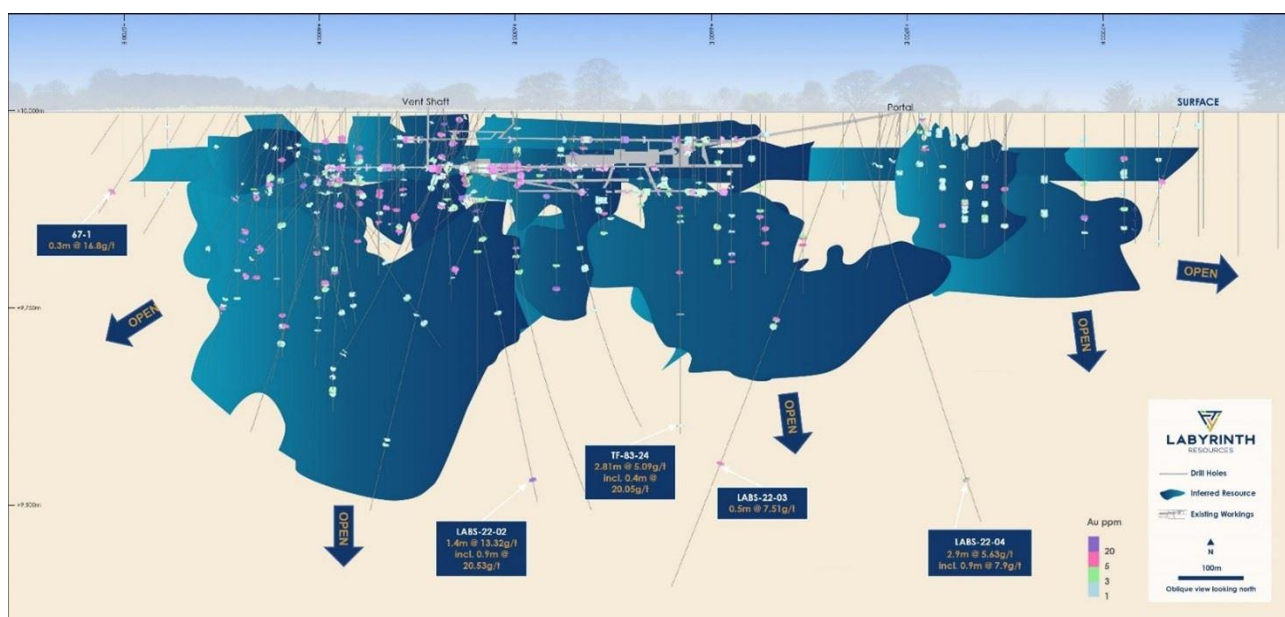 Vent Shaft
Portal
SURFACE
+10,000m
67-1
0.3m @ 16.8g/t
OPEN
OPEN
OPEN
OPEN
OPEN
TF-83-24
2.81m @ 5.09g/t
incl. 0.4m @
20.05g/t
LABS-22-03
0.5m @ 7.51g/t
LABS-22-02
1.4m @ 13.32g/t
incl. 0.9m @
20.53g/t
LABS-22-04
2.9m @ 5.63g/t
incl. 0.9m @ 7.9g/t
Au ppm
20
5
3
1
LABYRINTH
RESOURCES
Drill Holes
Inferred Resource
Existing Workings
N
100m
Oblique view looking north